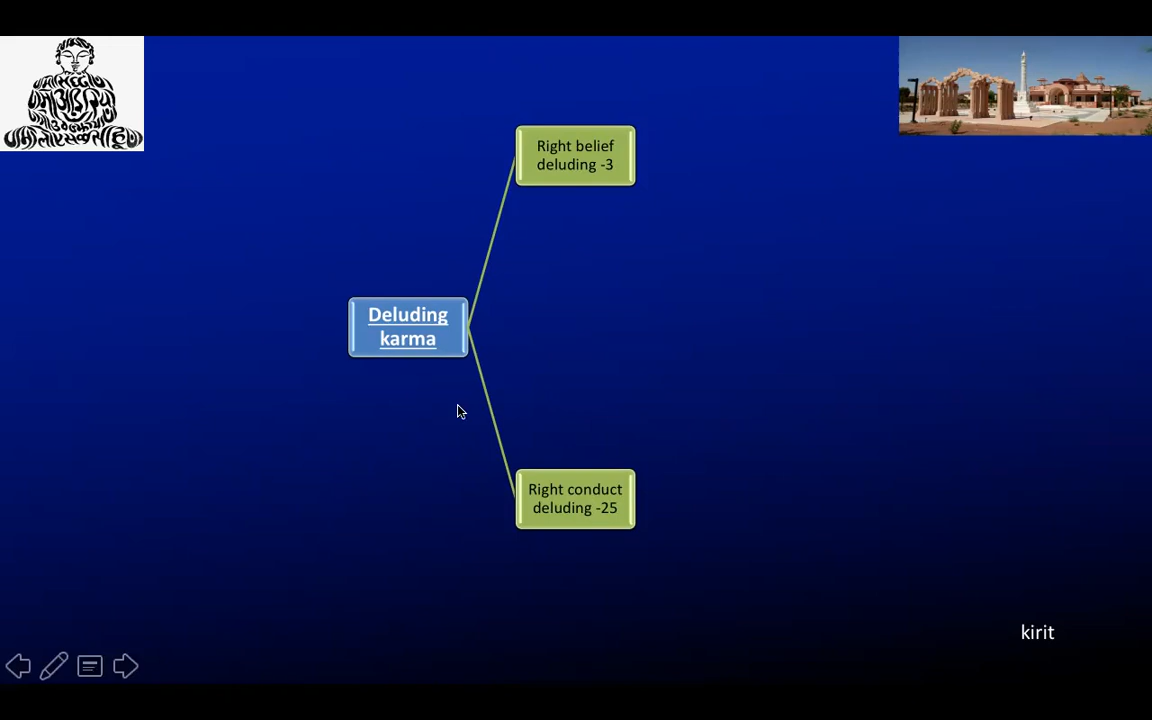 Right belief
deluding -3
Deluding
karma
Right conduct
deluding -25
kirit